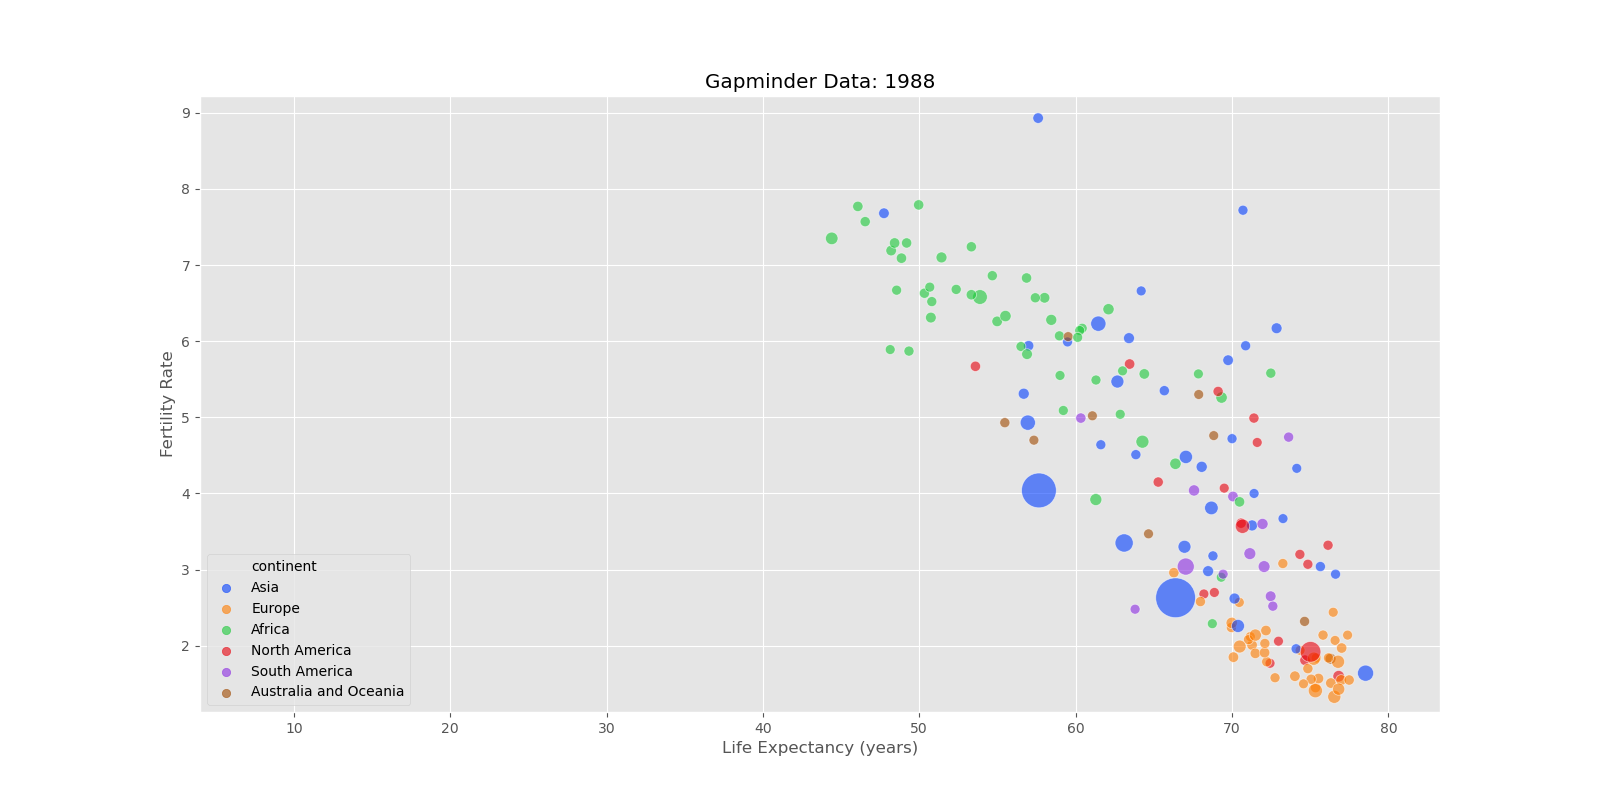 Gapminder Data: 1988
9
8
7
6
5
4
3
2
Fertility Rate
continent
Asia
Europe
Africa
North America
South America
Australia and Oceania
10 20 30 40 50 60 70 80
Life Expectancy (years)